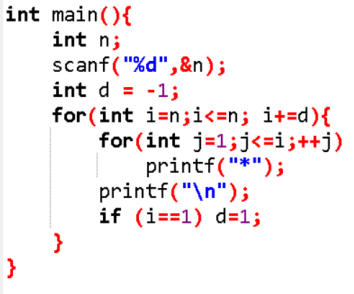 int main(){
    int n;
    scanf("%d",&n);
    int d = -1;
    for(int i=n;i<=n; i+=d){
        for(int j=1;j<=i;++j)
            printf("*");
        printf("\n");
        if (i==1) d=1;
    }
}